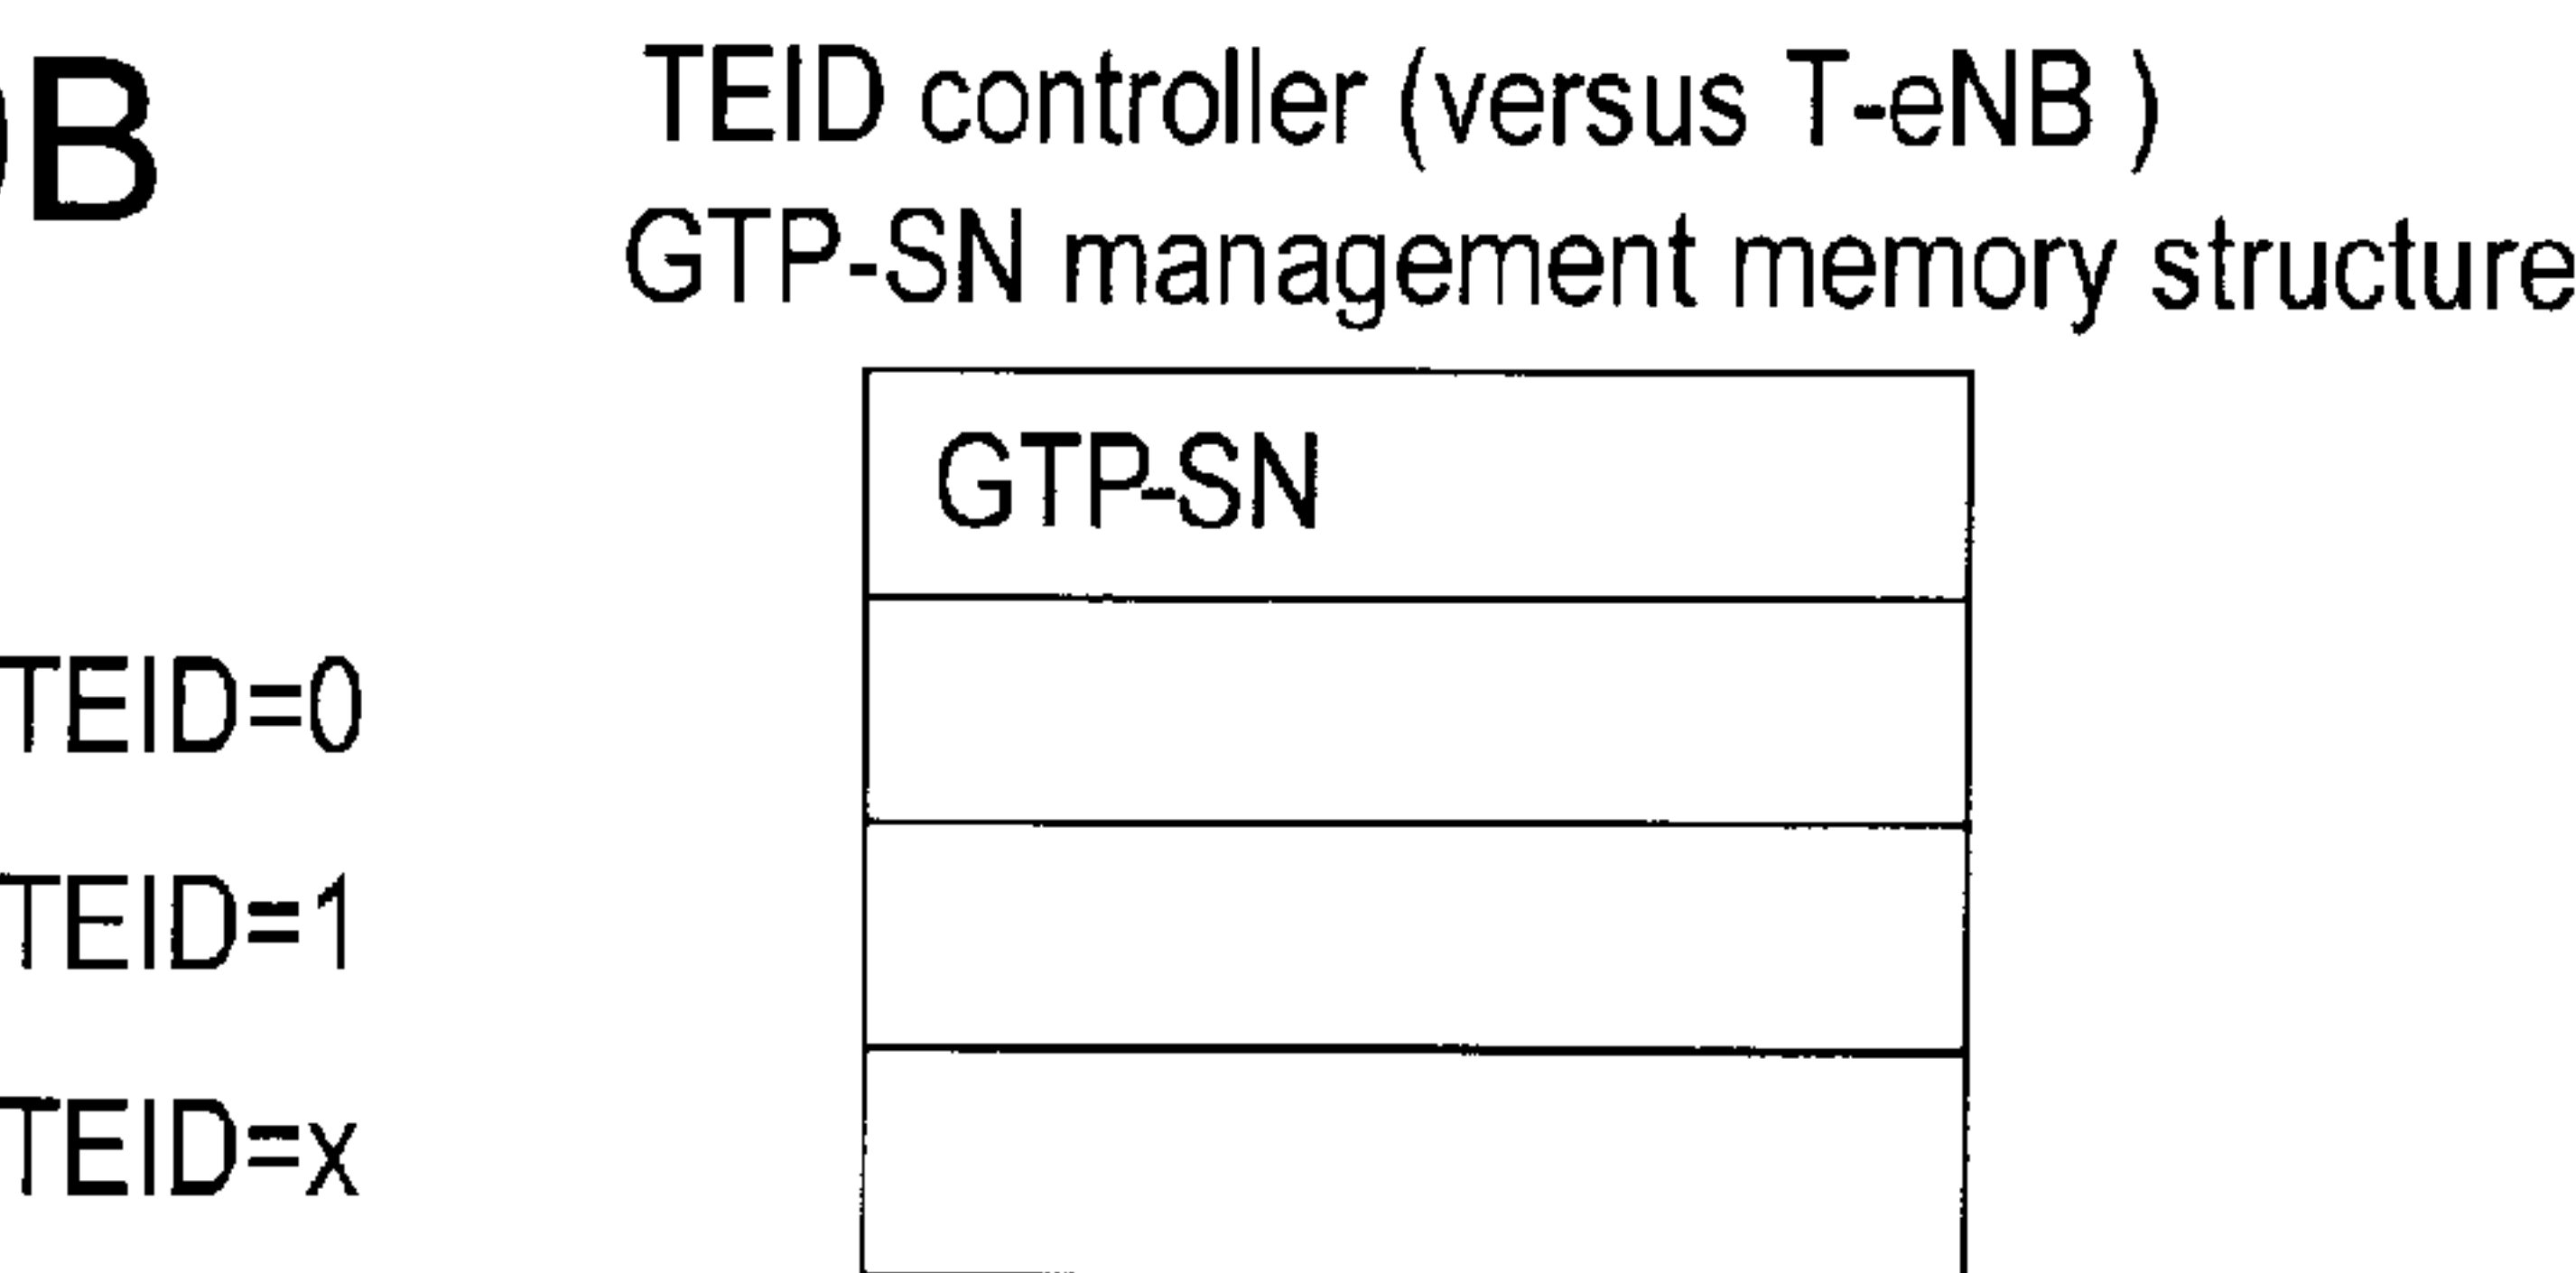 TEID controller (versus T-eNB )
GTP-SN management memory structure
GTP-SN
TEID=0
TEID=1
TEID=x